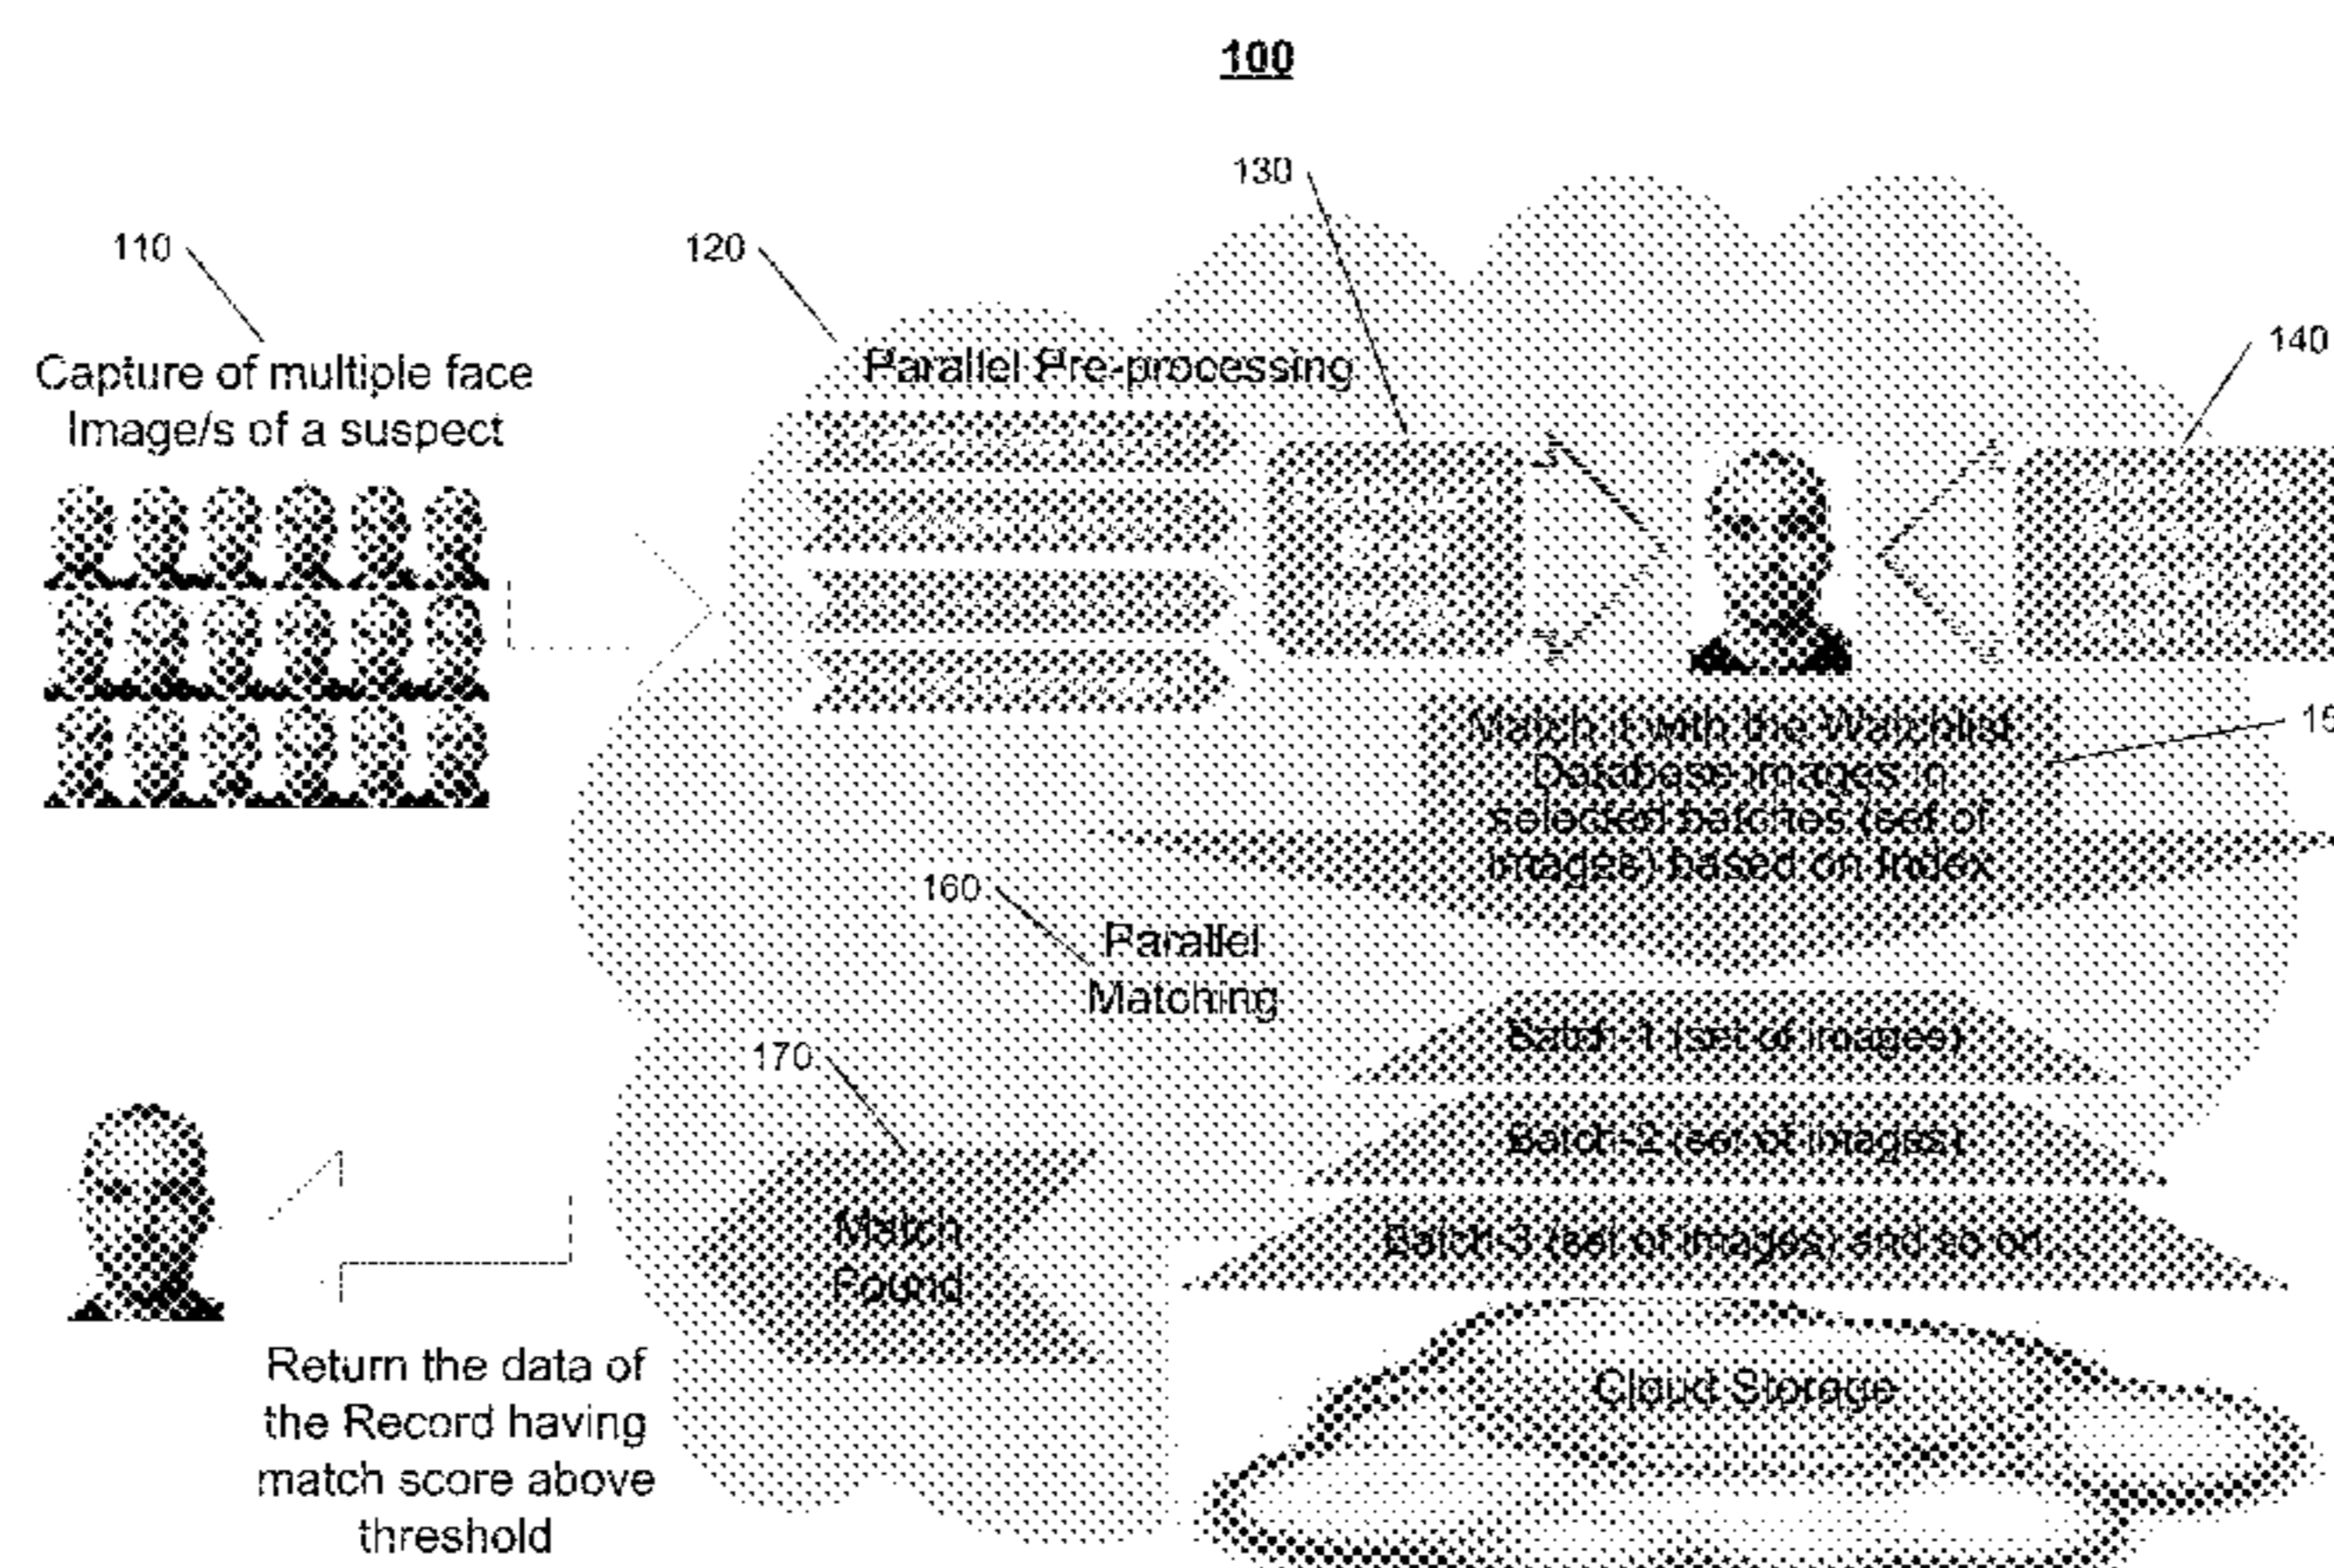 100
130
110
120
140
Capture of multiple face
Image/s of a suspect
Parallel Pre-processing
Match it with the Watchlist
Database images in
selected batches (set of
images) based on Index
15
160
Parallel
Matching
170
Batch-1 (set of images)
Batch-2 (set of images)
Batch-3 (set of images) and so on
Match
Found
Cloud Storage
Return the data of
the Record having
match score above
threshold